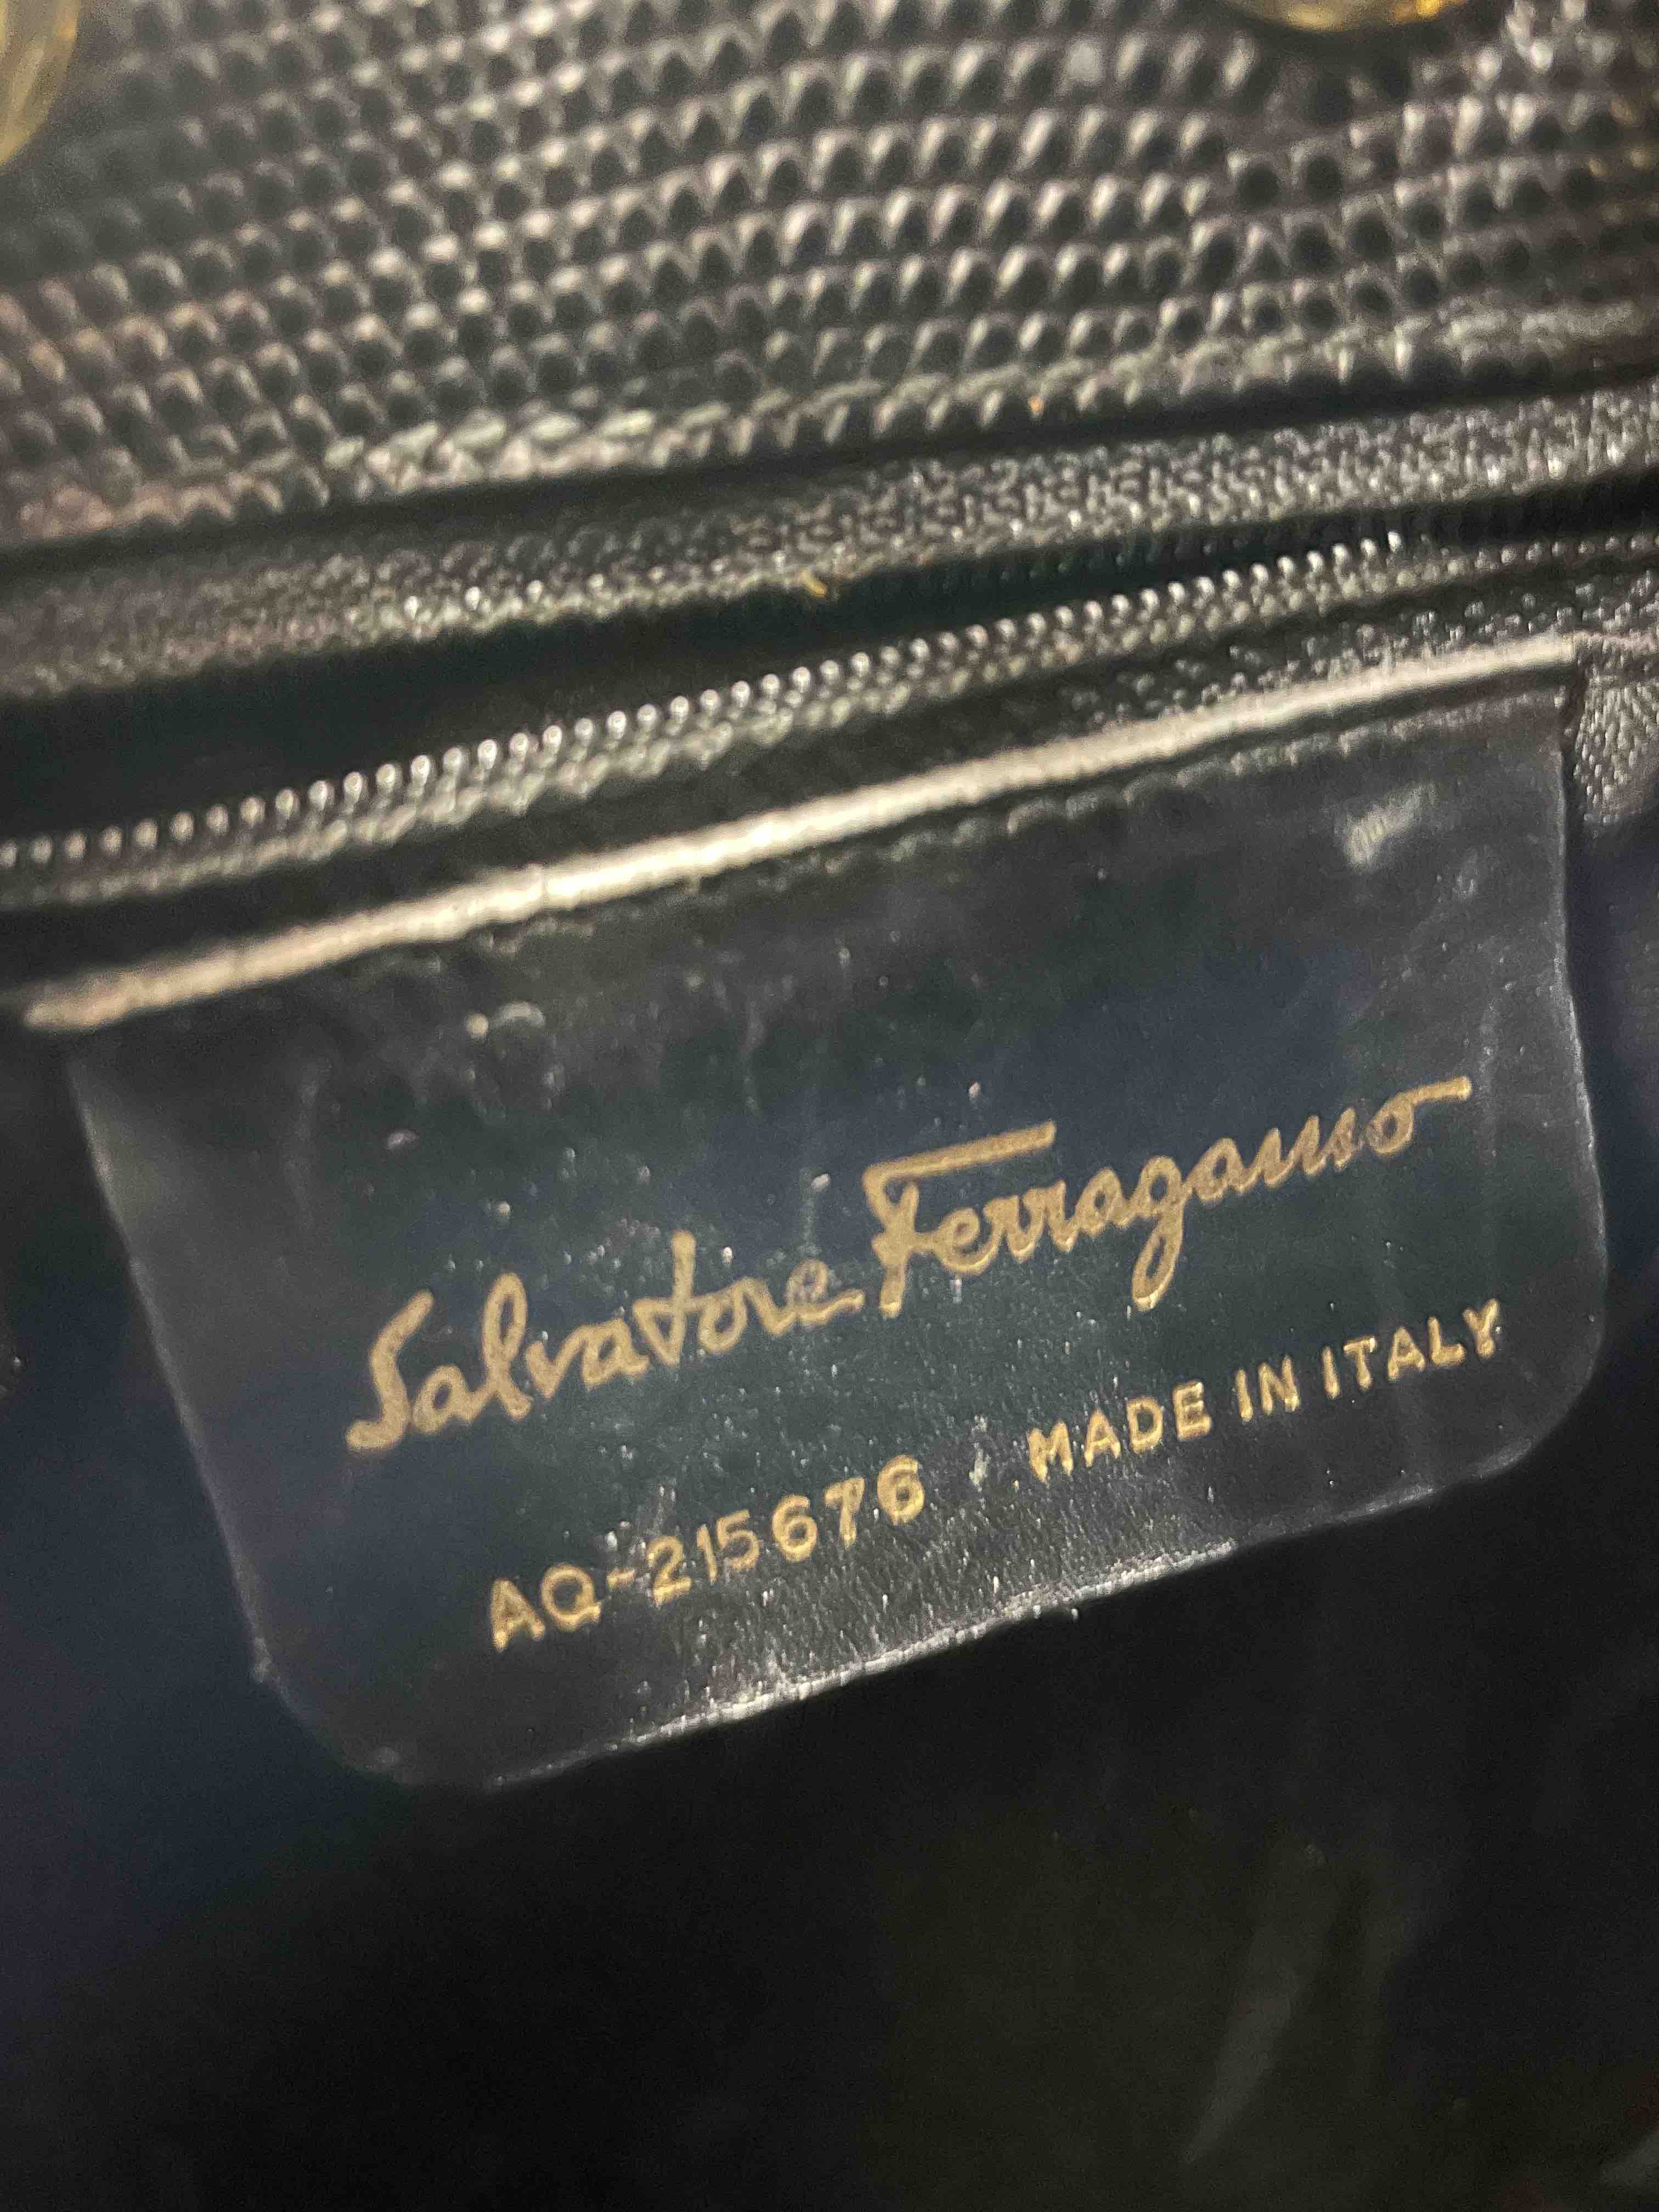 Salvatore Ferragamo
AQ-215676 MADE IN ITALY